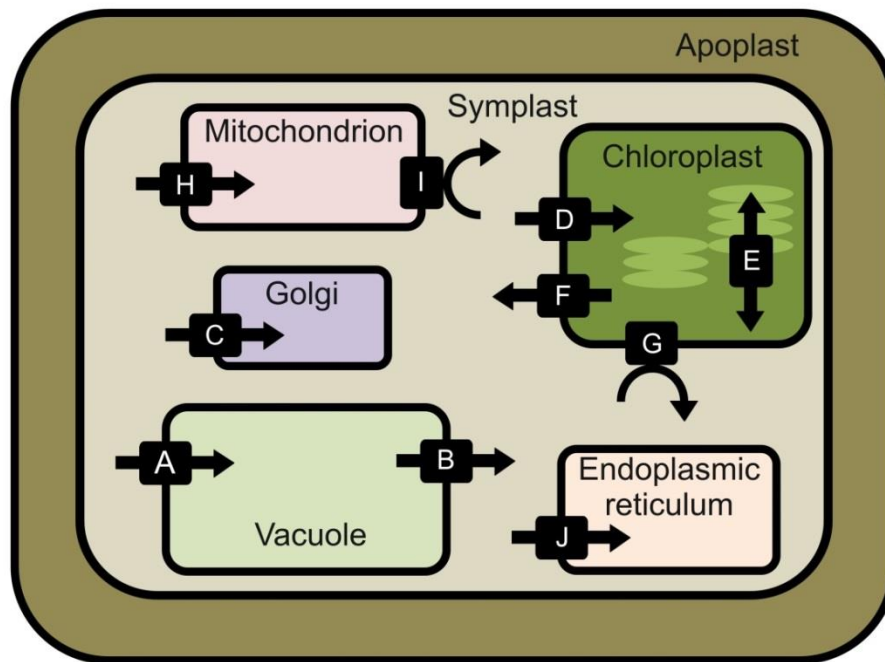 Apoplast
Symplast
Mitochondrion
H
I
Chloroplast
D
E
F
G
Golgi
C
A
B
Vacuole
Endoplasmic
reticulum
J